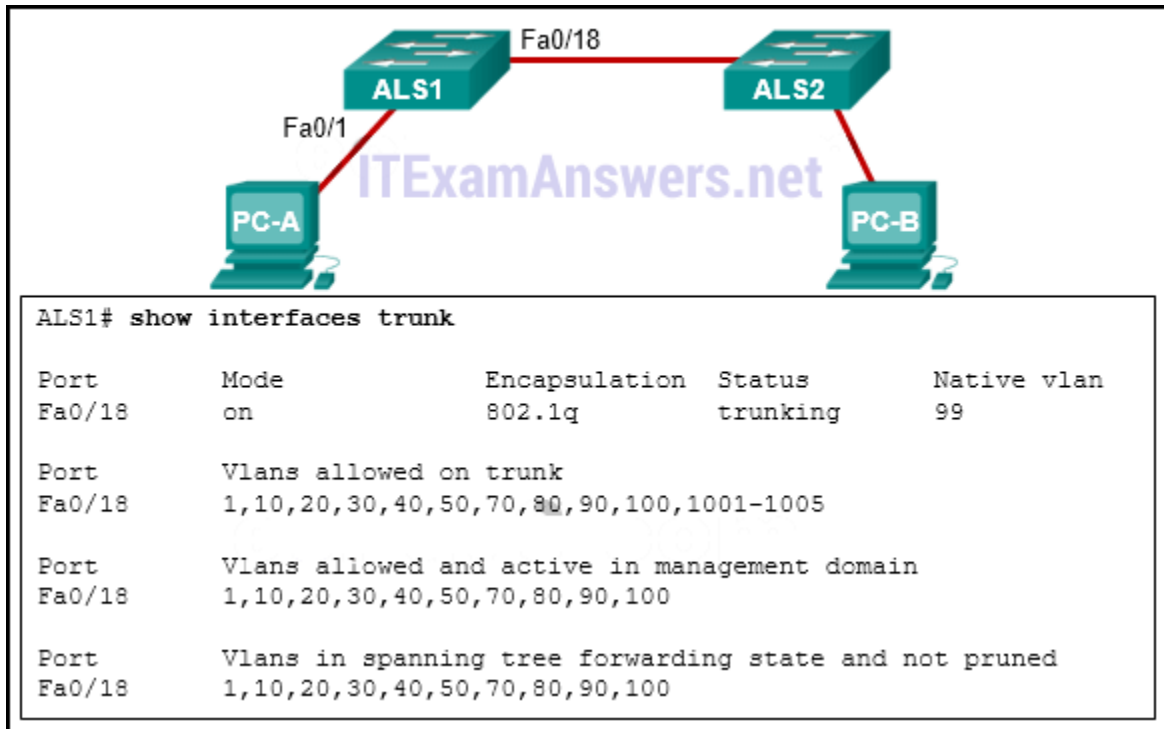 Fa0/18
ALS1
ALS2
Fa0/1
ITExamAnswers.net
PC-A
PC-B
ALS1# show interfaces trunk
Port Mode Encapsulation Status Native vlan
Fa0/18 on 802.1q trunking 99
Port Vlans allowed on trunk
Fa0/18 1,10,20,30,40,50,70,80,90,100,1001-1005
Port Vlans allowed and active in management domain
Fa0/18 1,10,20,30,40,50,70,80,90,100
Port Vlans in spanning tree forwarding state and not pruned
Fa0/18 1,10,20,30,40,50,70,80,90,100